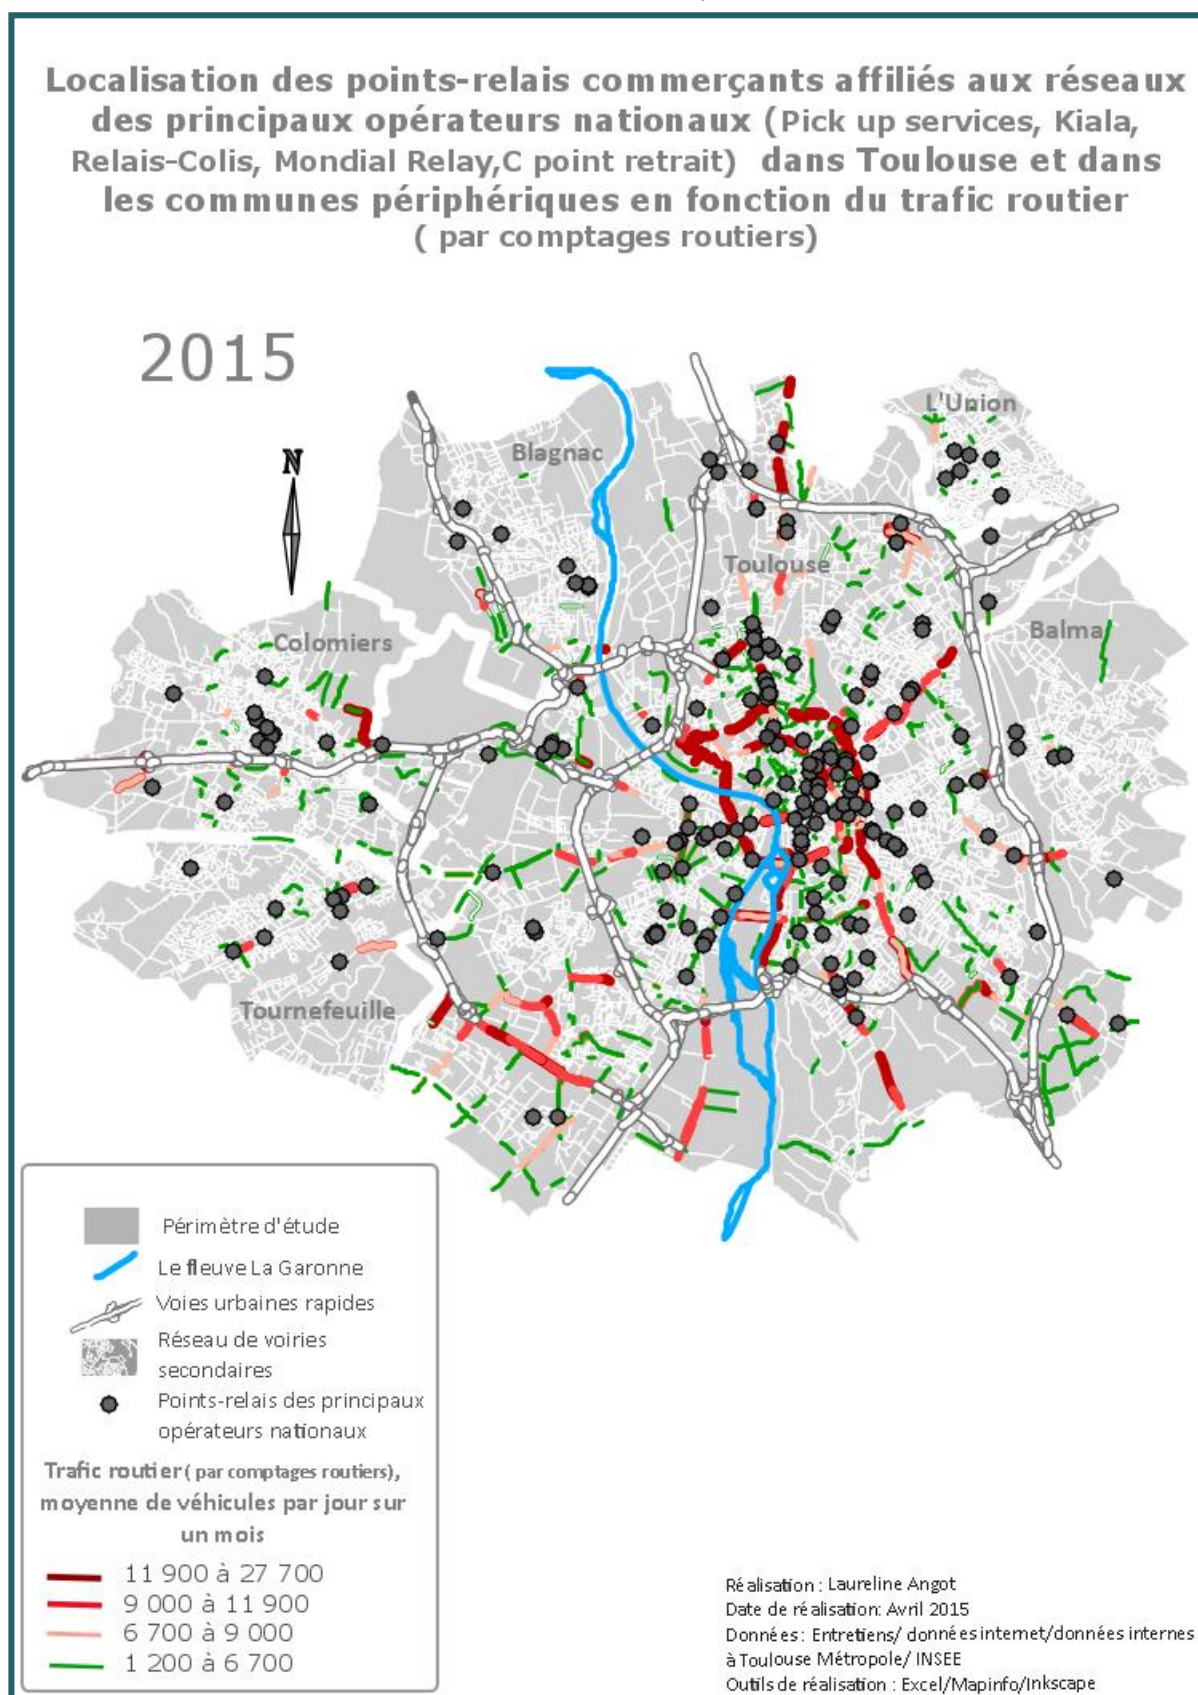 Localisation des points-relais commerçants affiliés aux réseaux
des principaux opérateurs nationaux (Pick up services, Kiala,
Relais-Colis, Mondial Relay,C point retrait) dans Toulouse et dans
les communes périphériques en fonction du trafic routier
( par comptages routiers)
2015
N
L'Union
Blagnac
Toulouse
Balma
Colomiers
Tournefeuille
Périmètre d'étude
Le fleuve La Garonne
Voies urbaines rapides
Réseau de voiries
secondaires
Points-relais des principaux
opérateurs nationaux
Trafic routier( par comptages routiers),
moyenne de véhicules par jour sur
un mois
11 900 à 27 700
9 000 à 11 900
6 700 à 9 000
1 200 à 6 700
Réalisation : Laureline Angot
Date de réalisation: Avril 2015
Données: Entretiens/ données internet/données internes
à Toulouse Métropole/ INSEE
Outils de réalisation : Excel/Mapinfo/Inkscape